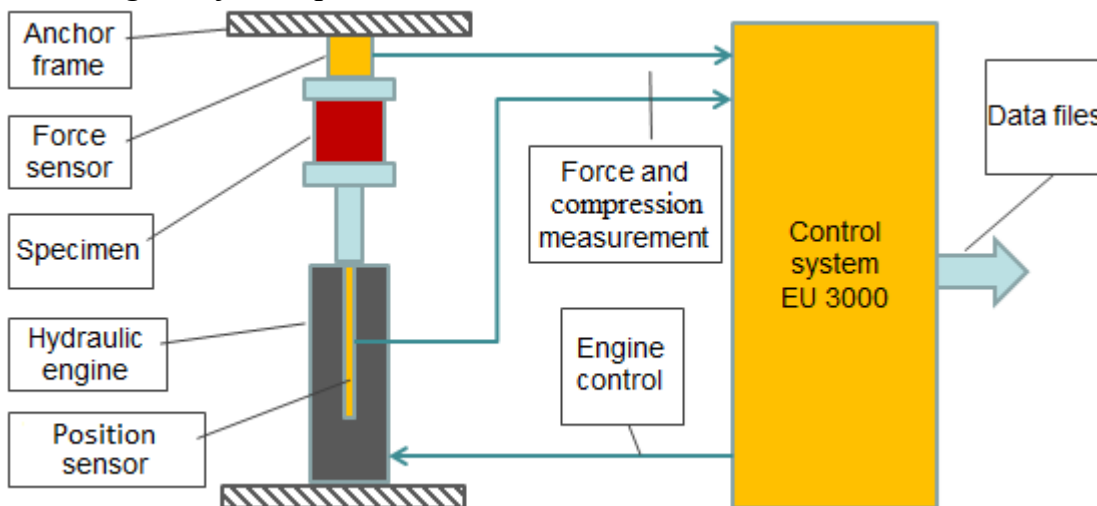 Anchor
frame
Force
sensor
Specimen
Hydraulic
engine
Position
sensor
Force and
compression
measurement
Engine
control
Control
system
EU 3000
Data files